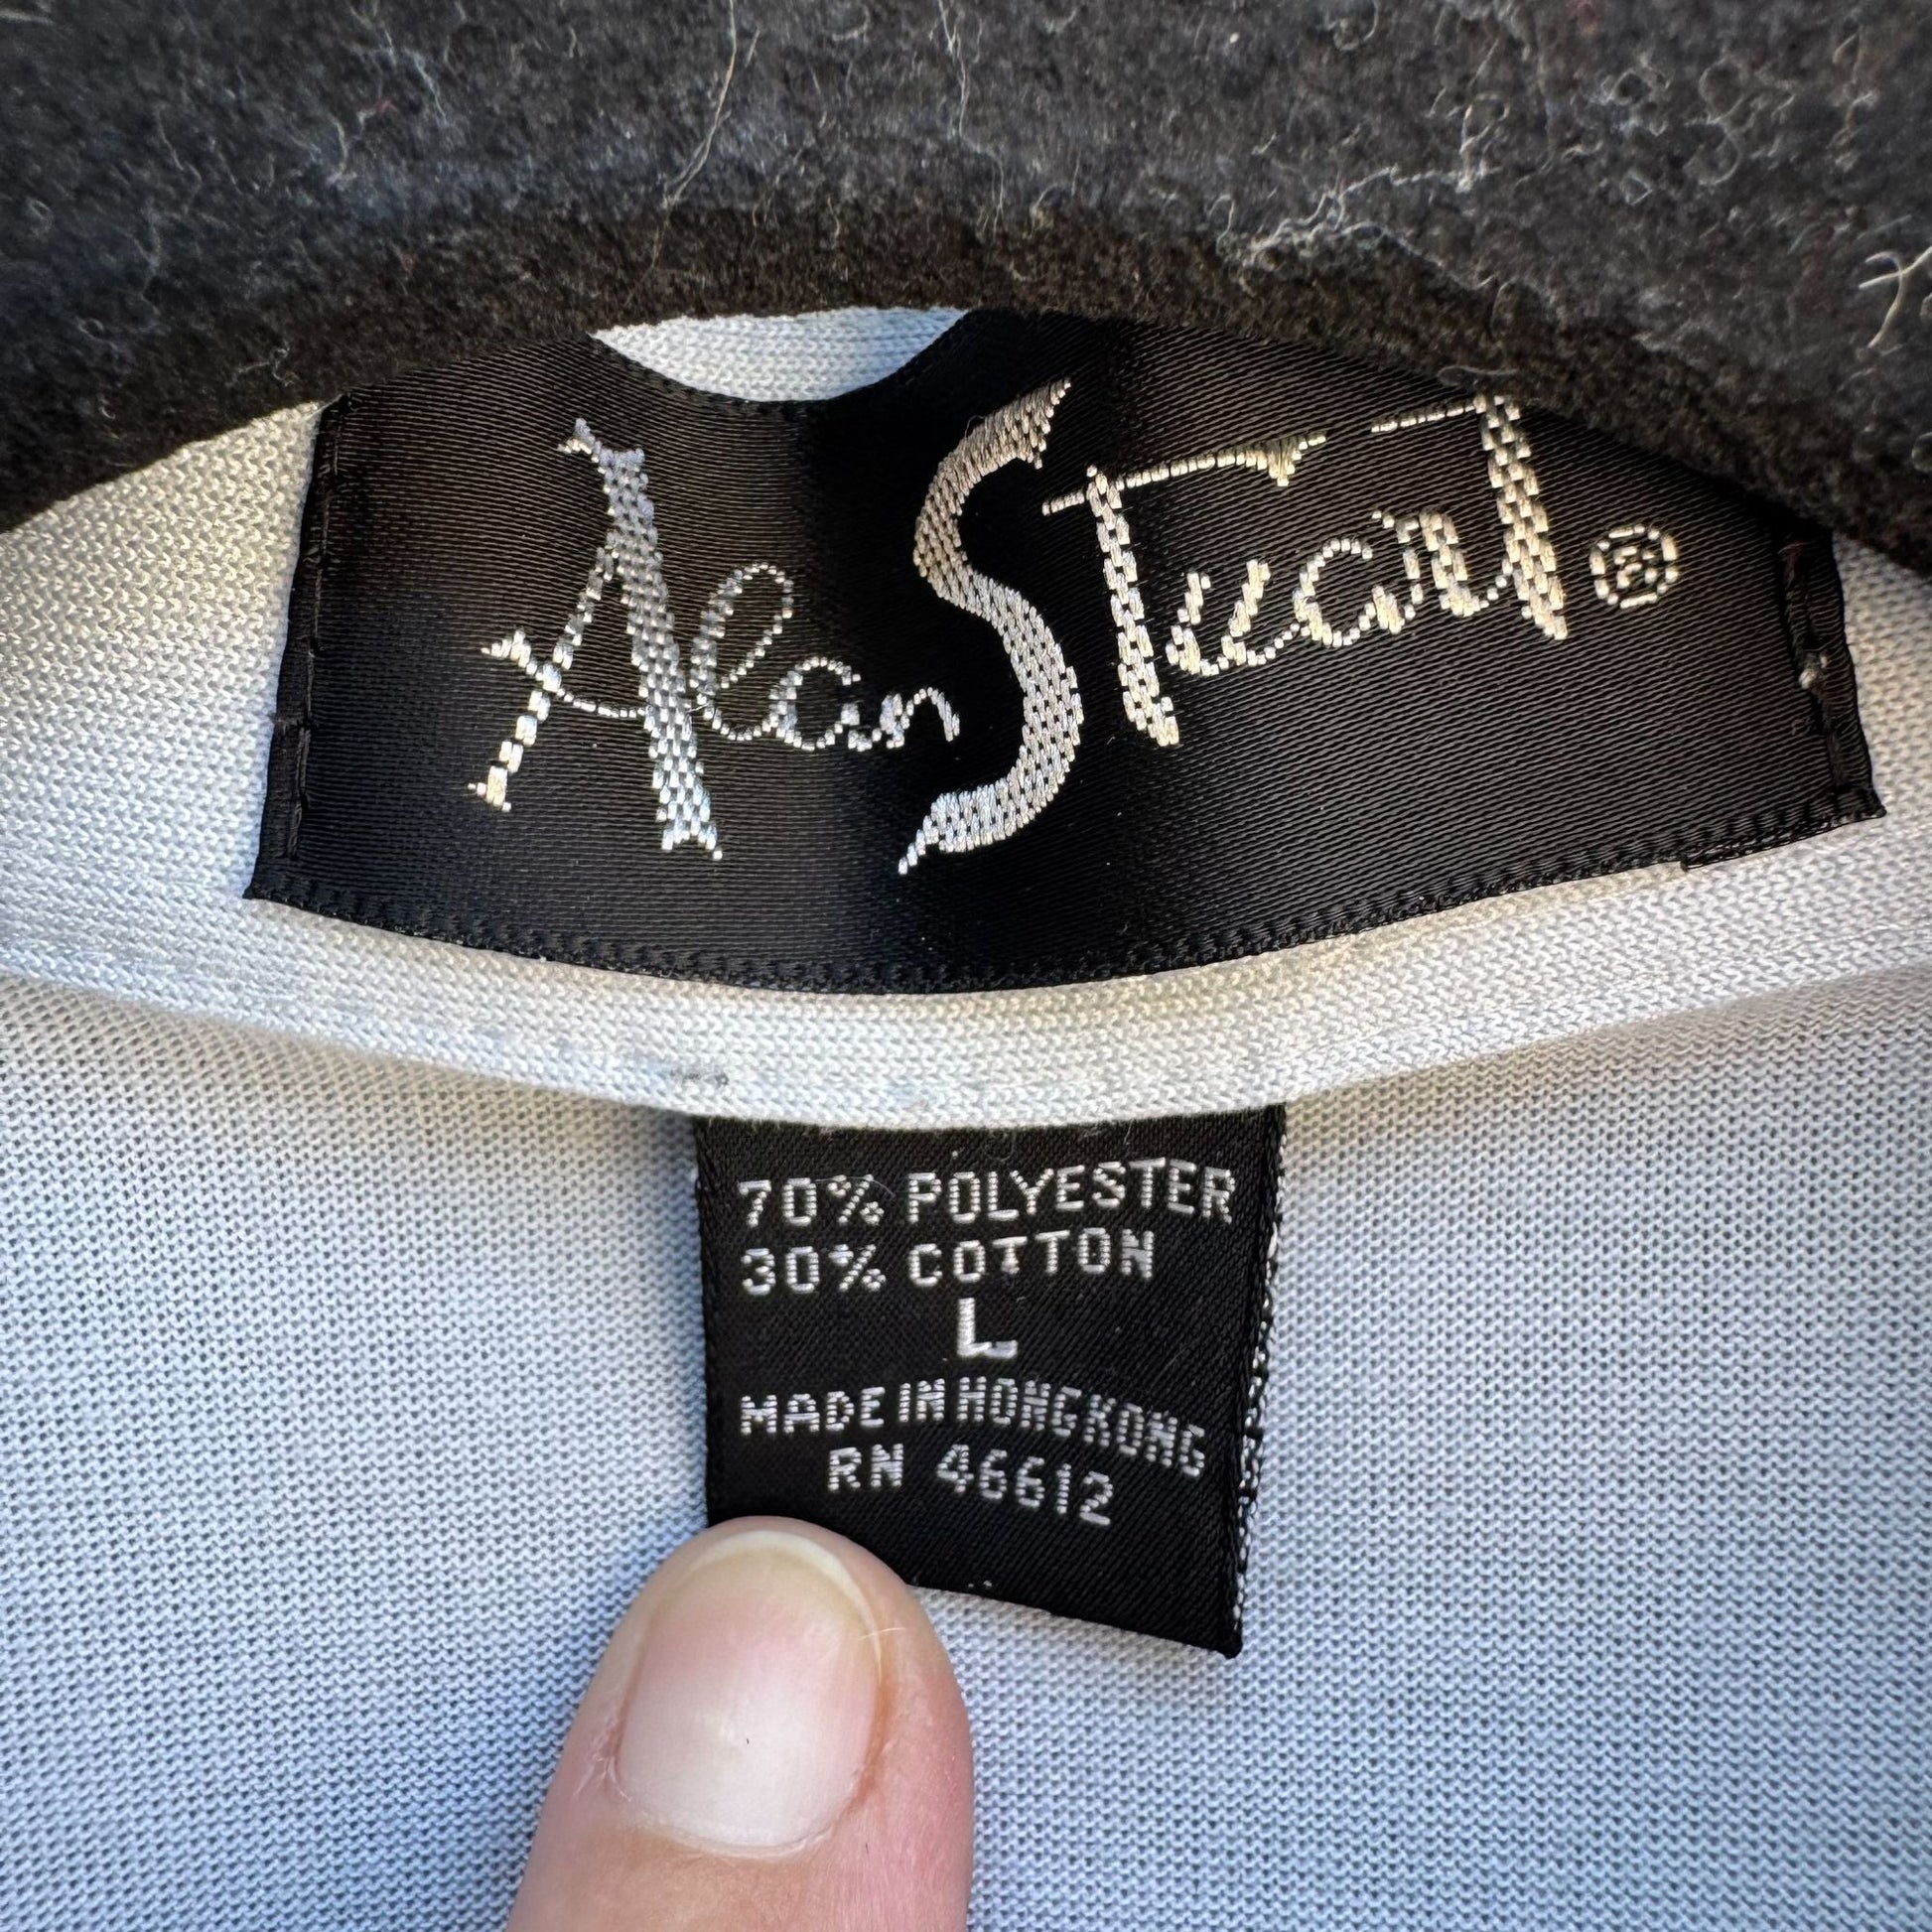 Alan Stuart ®
70% POLYESTER
30% COTTON
L
MADE IN HONG KONG
RN 46612